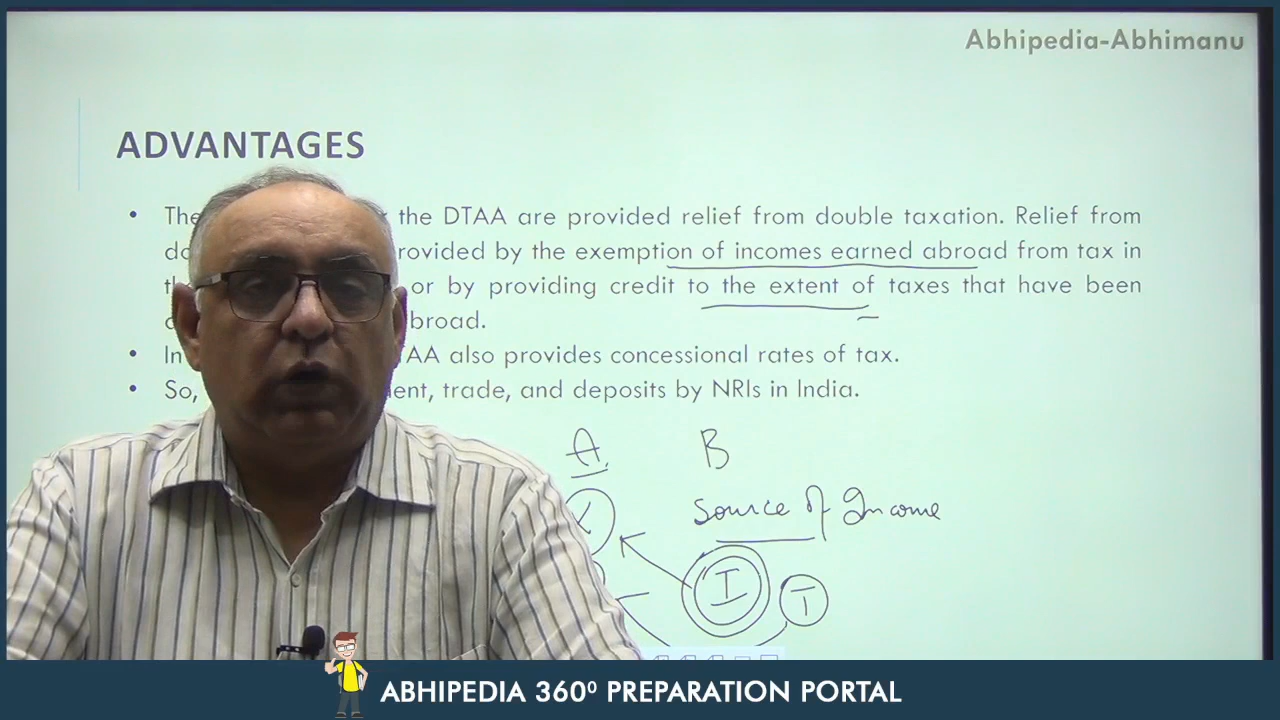 Abhipedia-Abhimanu
ADVANTAGES
• The the DTAA are provided relief from double taxation. Relief from
rovided by the exemption of incomes earned abroad from tax in
or by providing credit to the extent of taxes that have been
broad.
• In AA also provides concessional rates of tax.
• So, ent, trade, and deposits by NRIs in India.
A B
Source of Income
I T
ABHIPEDIA 360⁰ PREPARATION PORTAL